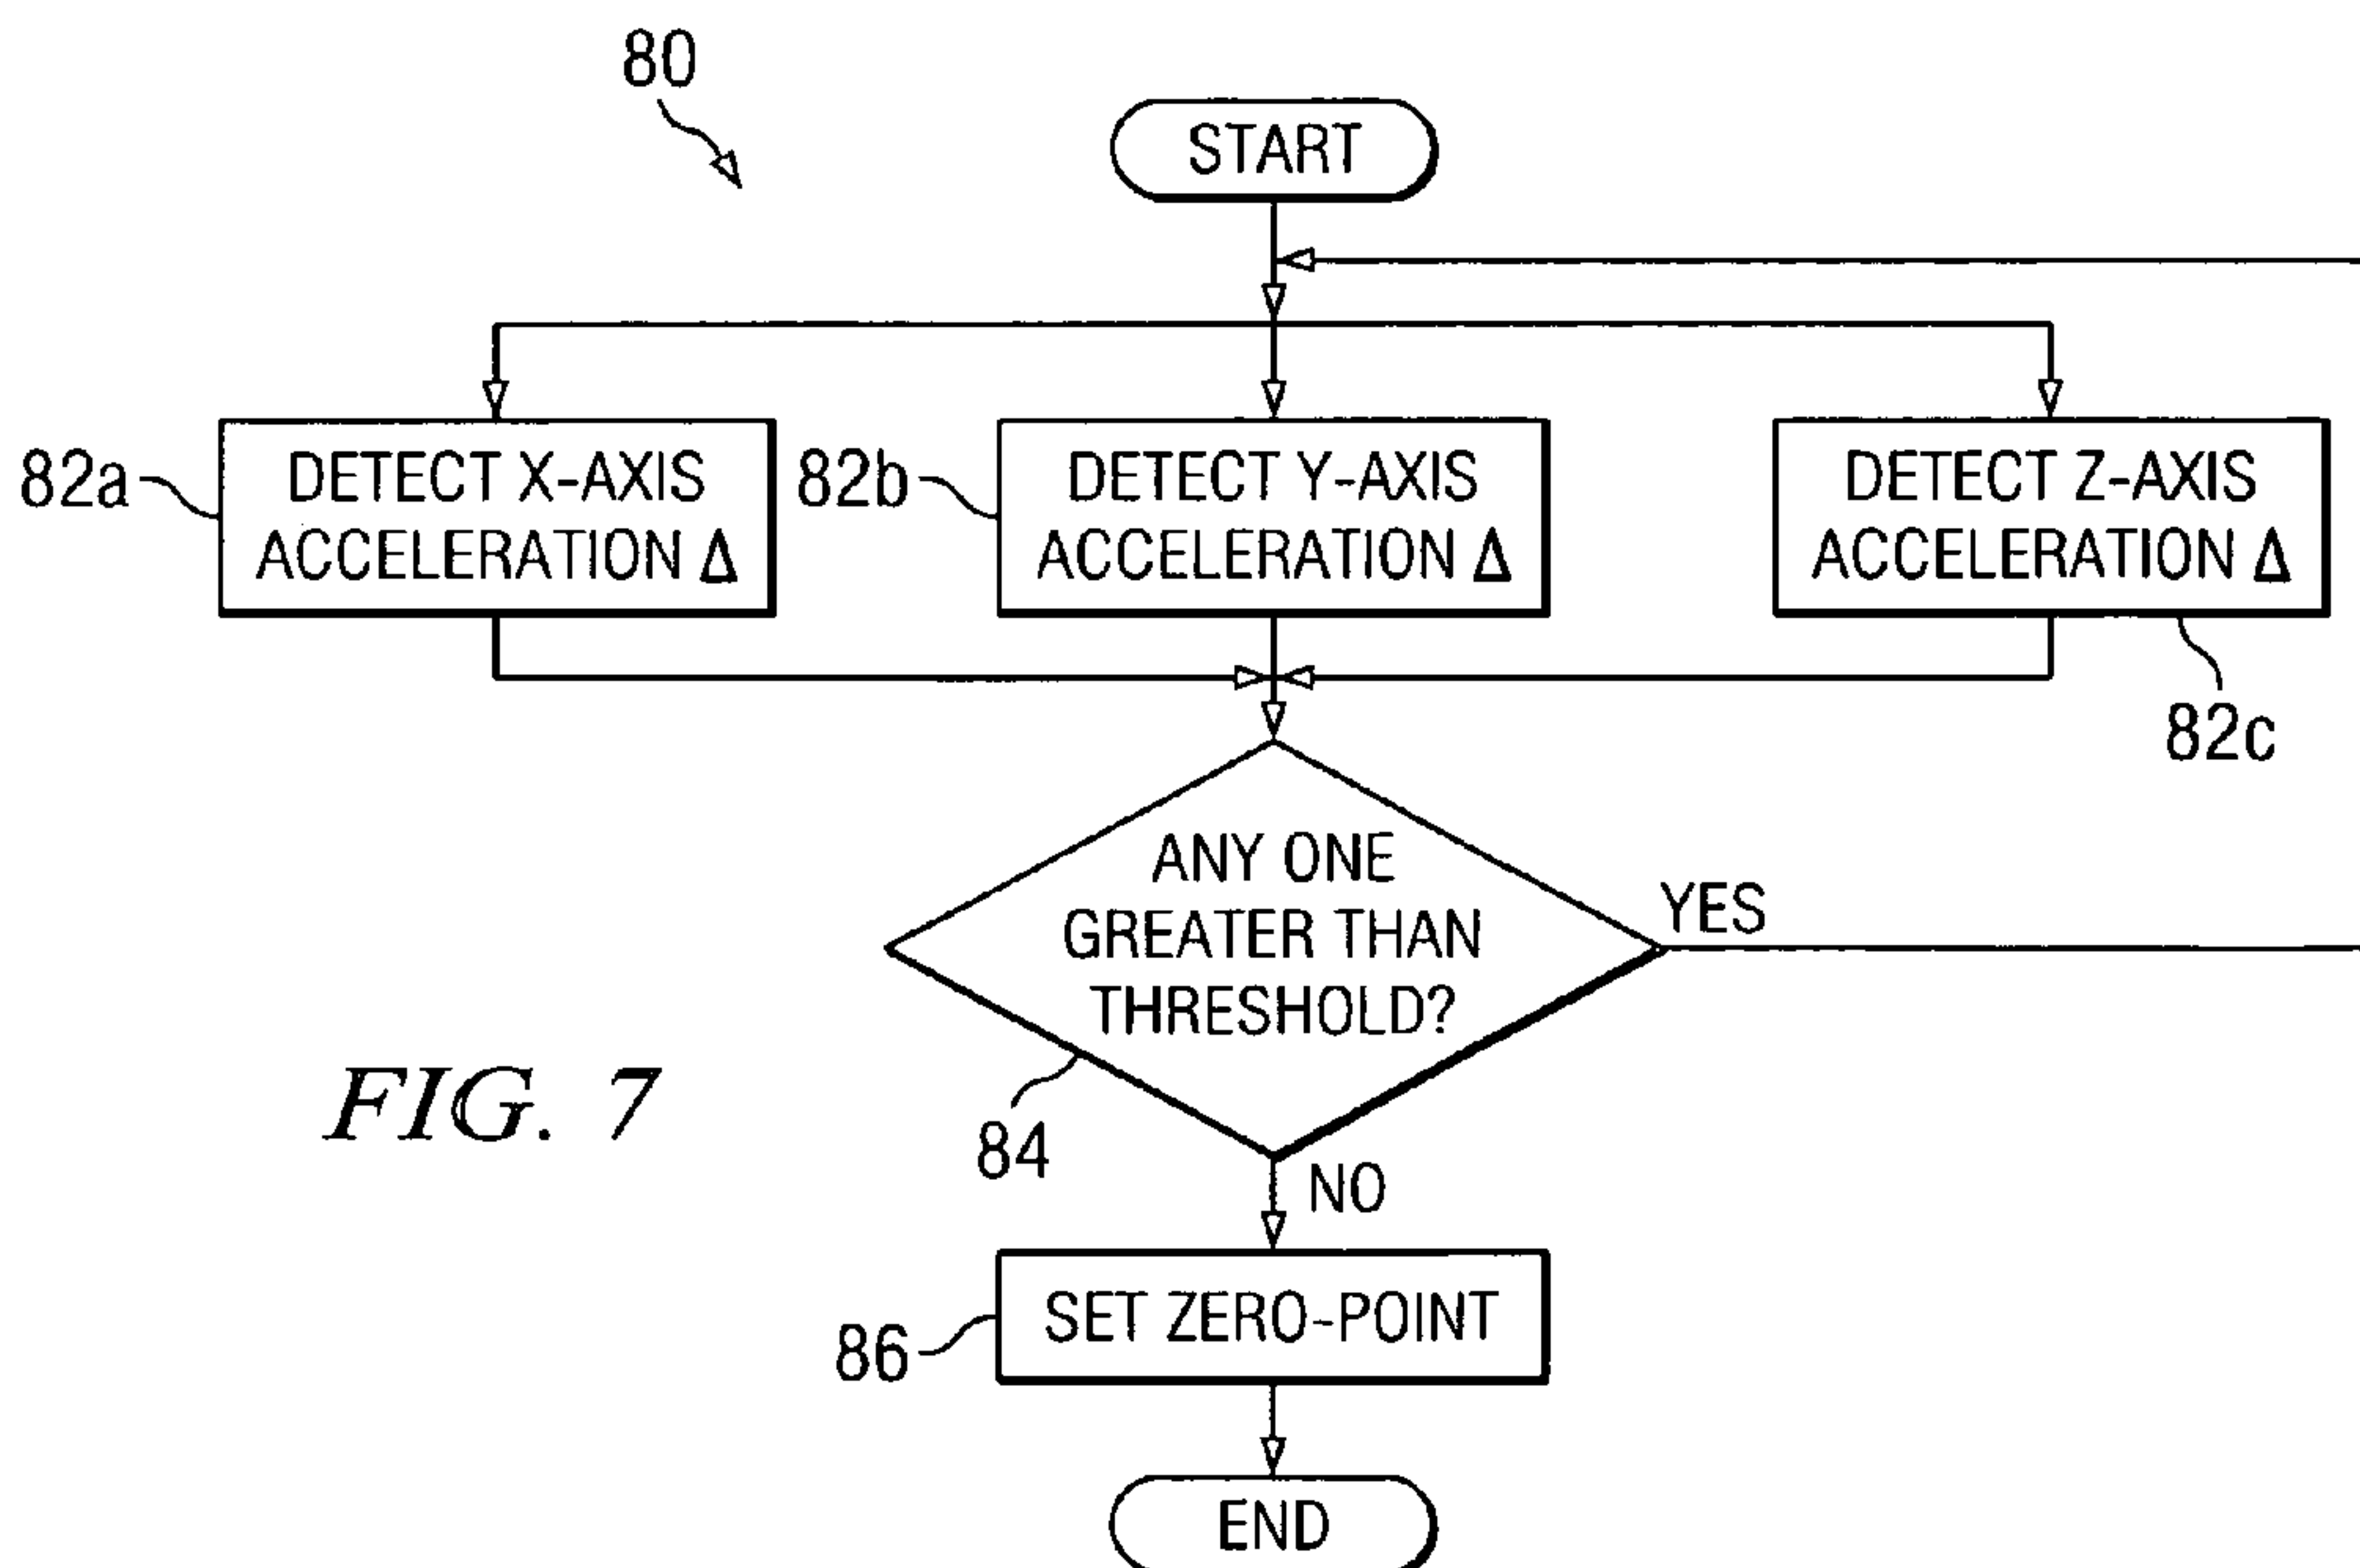 80
START
82a
DETECT X-AXIS
ACCELERATION Δ
82b
DETECT Y-AXIS
ACCELERATION Δ
DETECT Z-AXIS
ACCELERATION Δ
82c
ANY ONE
GREATER THAN
THRESHOLD?
YES
84
NO
FIG. 7
SET ZERO-POINT
86
END